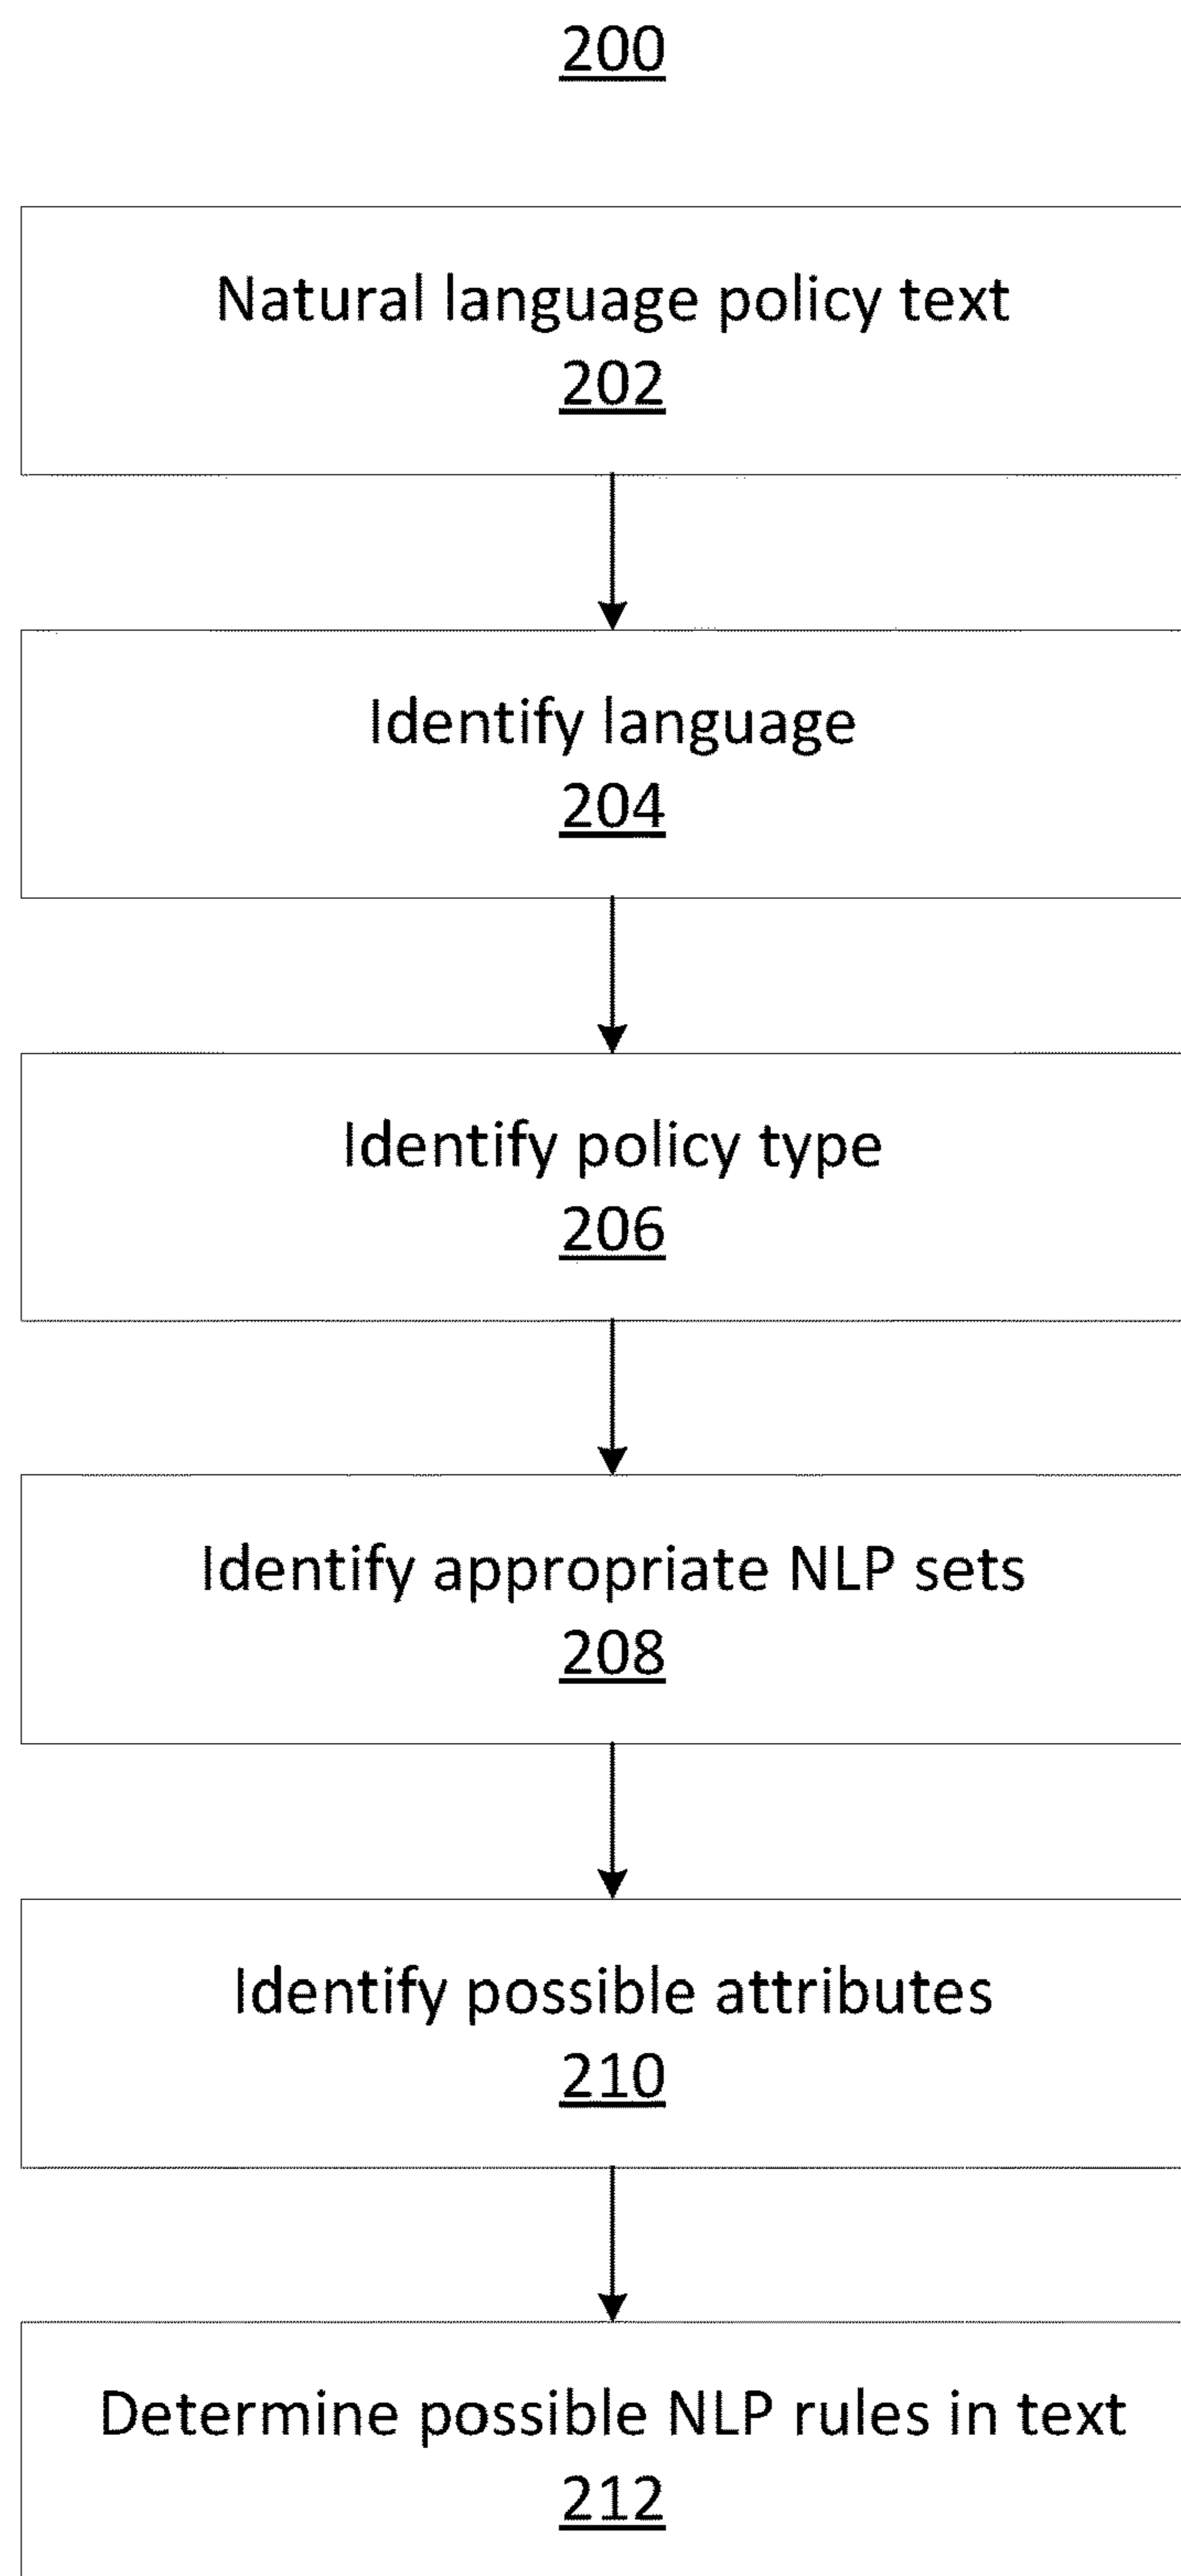 200
Natural language policy text
202
Identify language
204
Identify policy type
206
Identify appropriate NLP sets
208
Identify possible attributes
210
Determine possible NLP rules in text
212